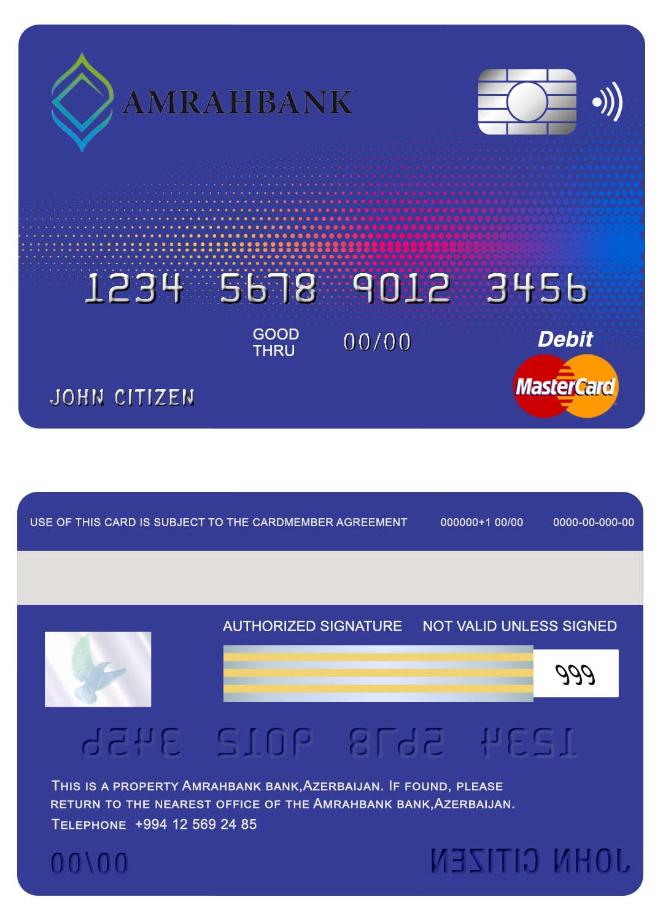 AMRAHBANK
1234 5678 9012 3456
GOOD
THRU
00/00
Debit
MasterCard
JOHN CITIZEN
USE OF THIS CARD IS SUBJECT TO THE CARDMEMBER AGREEMENT 000000+1 00/00 0000-00-000-00
AUTHORIZED SIGNATURE NOT VALID UNLESS SIGNED
999
1234 5678 9012 3456
THIS IS A PROPERTY AMRAHBANK BANK,AZERBAIJAN. IF FOUND, PLEASE
RETURN TO THE NEAREST OFFICE OF THE AMRAHBANK BANK,AZERBAIJAN.
TELEPHONE +994 12 569 24 85
00/00
JOHN CITIZEN